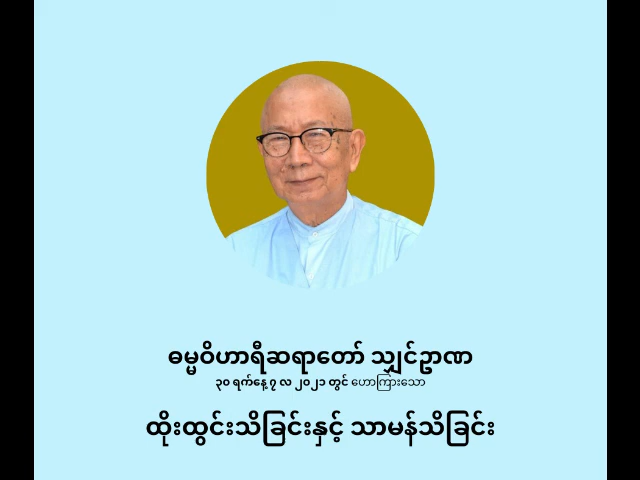 ဓမ္မဝိဟာရီဆရာတော် သျှင်ဥာဏ
၃၀ ရက်နေ့ ၇ လ ၂၀၂၁ တွင် ဟောကြားသော
ထိုးထွင်းသိခြင်းနှင့် သာမန်သိခြင်း